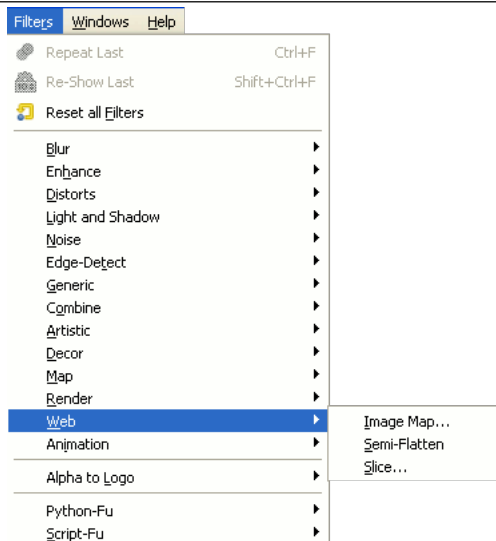 Filters Windows Help
Repeat Last Ctrl+F
Re-Show Last Shift+Ctrl+F
Reset all Filters
Blur
Enhance
Distorts
Light and Shadow
Noise
Edge-Detect
Generic
Combine
Artistic
Decor
Map
Render
Web
Image Map...
Animation
Semi-Flatten
Slice...
Alpha to Logo
Python-Fu
Script-Fu